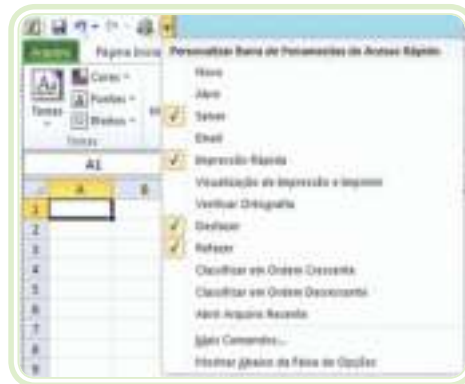 Arquivo Página Inicial
Personalizar Barra de Ferramentas de Acesso Rápido
Novo
Abrir
Salvar
Email
Impressão Rápida
Visualização de Impressão e Imprimir
Verificar Ortografia
Desfazer
Refazer
Classificar em Ordem Crescente
Classificar em Ordem Decrescente
Abrir Arquivo Recente
Mais Comandos...
Mostrar Abaixo da Faixa de Opções
Aa
Cores
Fontes
Efeitos
Temas
Temas
A1
A B
1
2
3
4
5
6
7
8
9